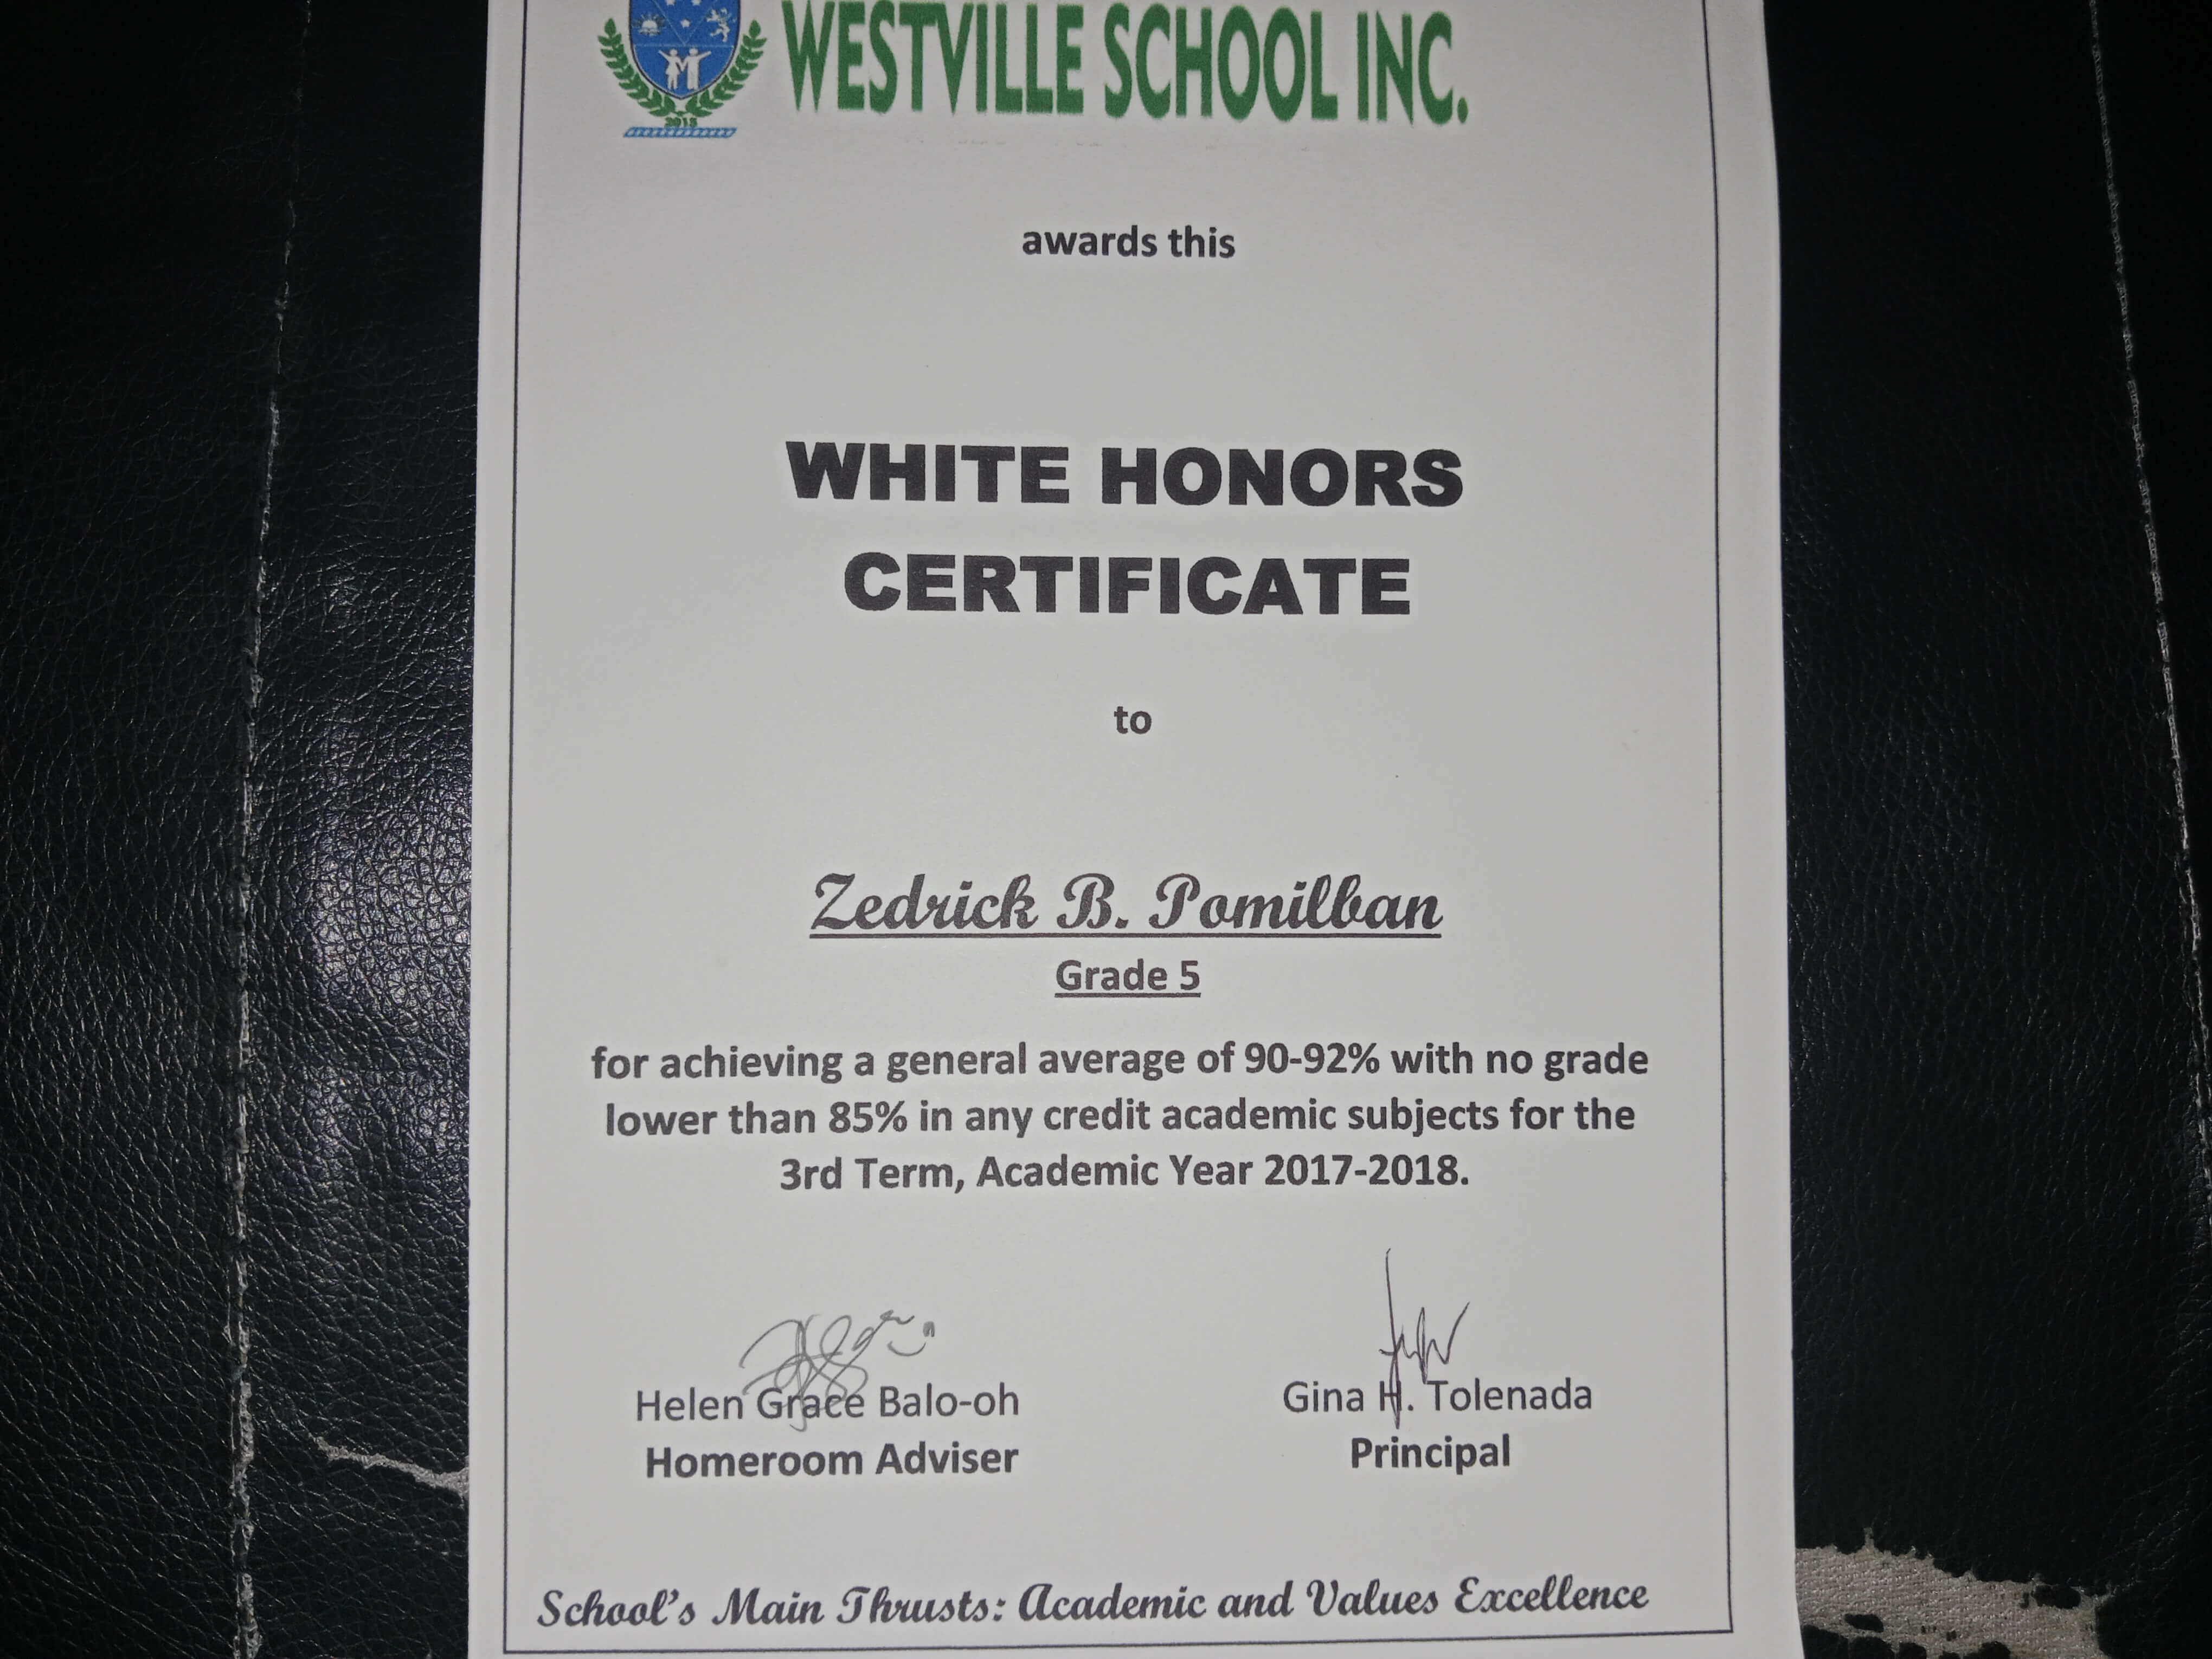 WESTVILLE SCHOOL INC.
2013
awards this
WHITE HONORS
CERTIFICATE
to
Zedrick B. Pomilban
Grade 5
for achieving a general average of 90-92% with no grade
lower than 85% in any credit academic subjects for the
3rd Term, Academic Year 2017-2018.
Helen Grace Balo-oh
Homeroom Adviser
Gina H. Tolenada
Principal
School's Main Thrusts: Academic and Values Excellence